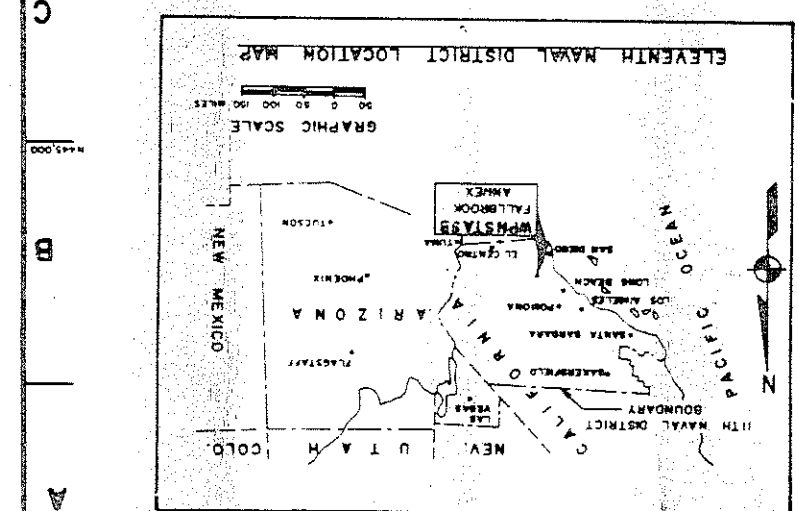 COLO
UTAH
NEV.
CALIFORNIA
11TH NAVAL DISTRICT
BOUNDARY
LAS
VEGAS
N
PACIFIC OCEAN
BAKERSFIELD
FLAGSTAFF
NEW MEXICO
SANTA BARBARA
ARIZONA
LOS ANGELES
POMONA
LONG BEACH
PHOENIX
SAN DIEGO
EL CENTRO
YUMA
TUCSON
WPNSTASB
FALLBROOK
ANNEX
GRAPHIC SCALE
50 0 50 100 150 MILES
ELEVENTH NAVAL DISTRICT LOCATION MAP
A
B
C
N445,000